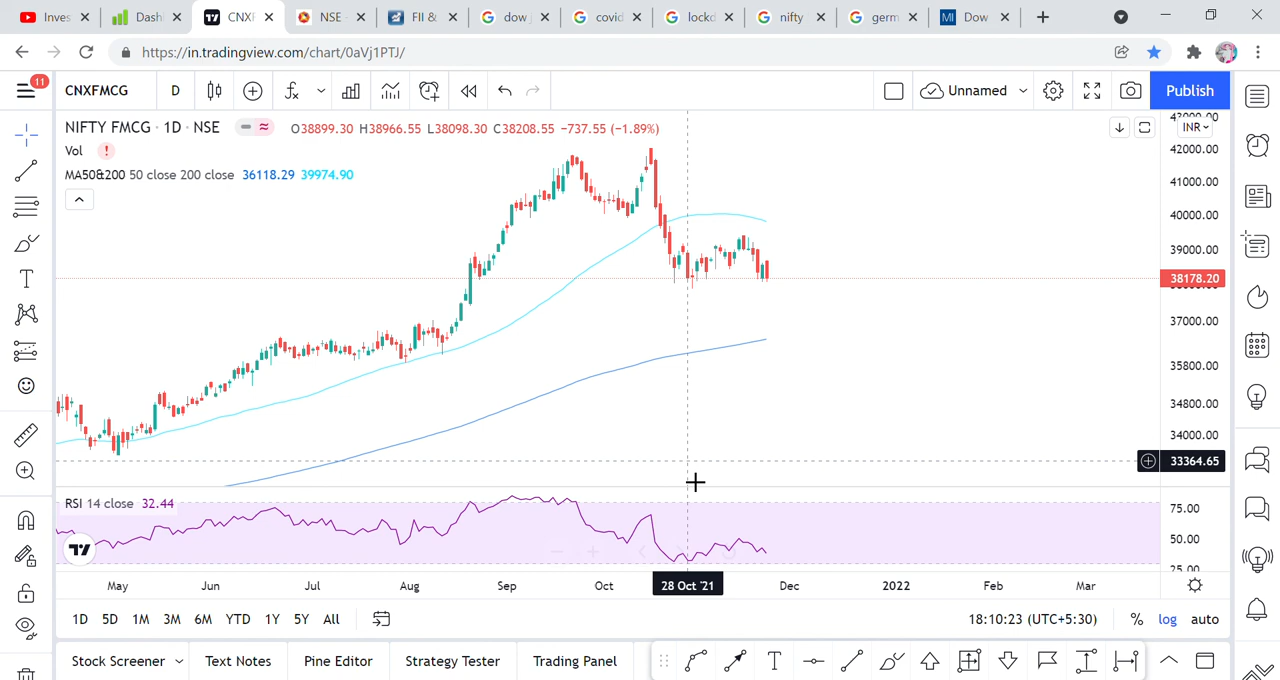 Inves
Dashl
CNXF
NSE
FII &
dow j
covid
lockd
nifty
germ
Dow
https://in.tradingview.com/chart/0aVj1PTJ/
11
CNXFMCG
D
Unnamed
Publish
NIFTY FMCG · 1D · NSE
O38899.30 H38966.55 L38098.30 C38208.55 -737.55 (-1.89%)
Vol
MA50&200 50 close 200 close 36118.29 39974.90
INR
42000.00
41000.00
40000.00
39000.00
38178.20
37000.00
35800.00
34800.00
34000.00
33364.65
RSI 14 close 32.44
75.00
50.00
25.00
May Jun Jul Aug Sep Oct 28 Oct '21 Dec 2022 Feb Mar
1D 5D 1M 3M 6M YTD 1Y 5Y All
18:10:23 (UTC+5:30) % log auto
Stock Screener Text Notes Pine Editor Strategy Tester Trading Panel